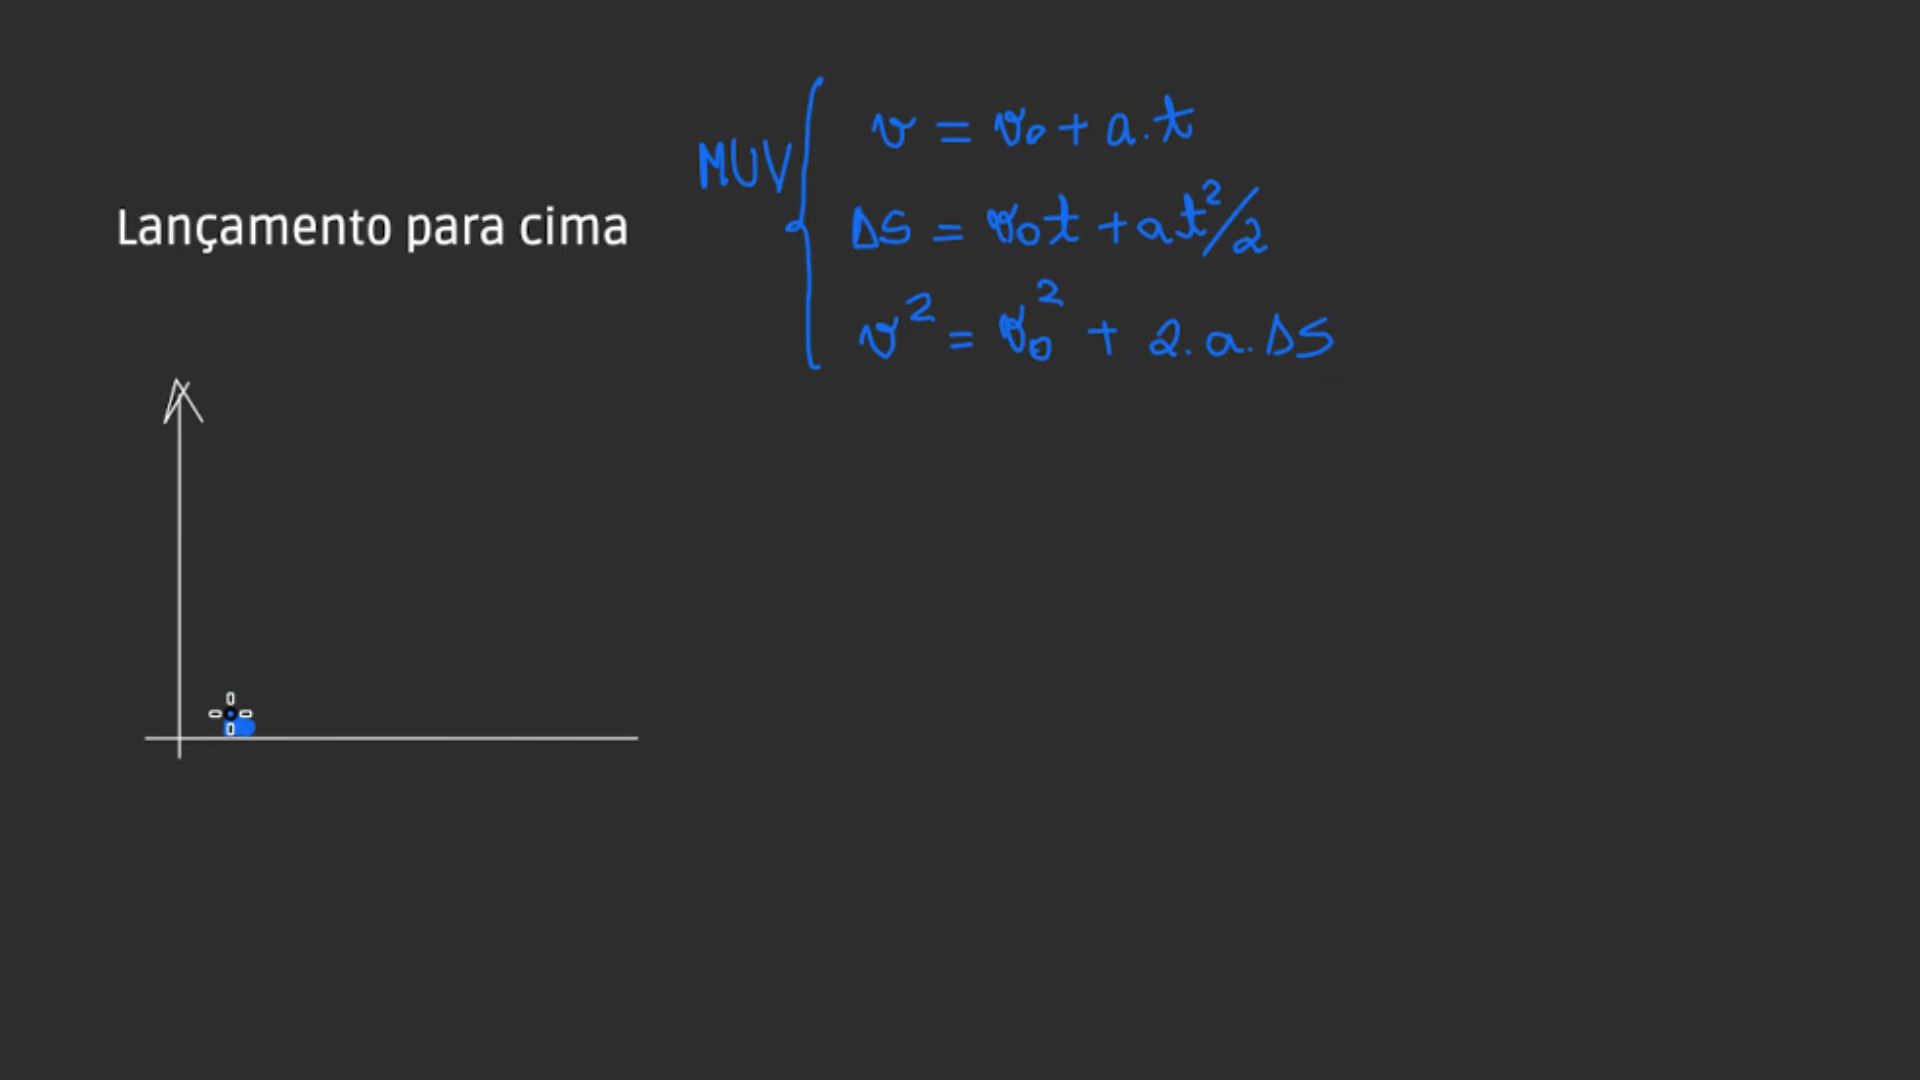 Lançamento para cima
MUV
v = v₀ + a.t
ΔS = v₀t + at²/2
v² = v₀² + 2.a.ΔS